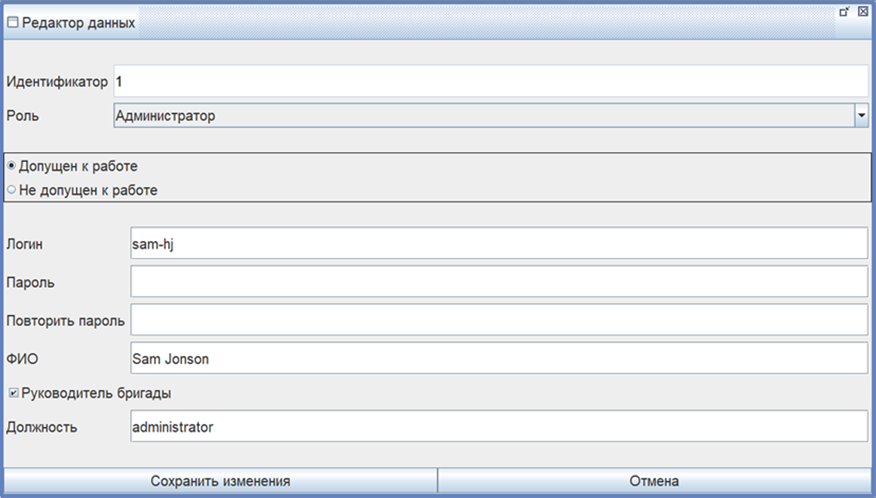 Редактор данных
Идентификатор 1
Роль Администратор
Допущен к работе
Не допущен к работе
Логин sam-hj
Пароль
Повторить пароль
ФИО Sam Jonson
Руководитель бригады
Должность administrator
Сохранить изменения Отмена